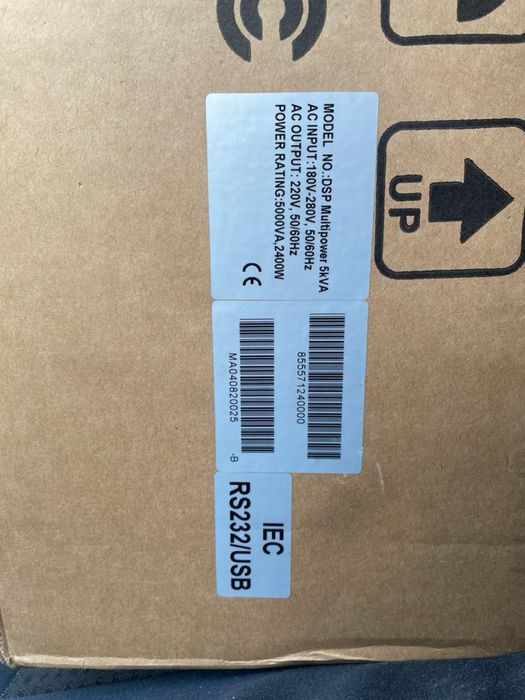 MODEL NO.:DSP Multipower 5kVA
AC INPUT:180V-280V, 50/60Hz
AC OUTPUT: 220V, 50/60Hz
POWER RATING:5000VA,2400W
CE
855571240000
MA040820025
-B
IEC
RS232/USB
UP